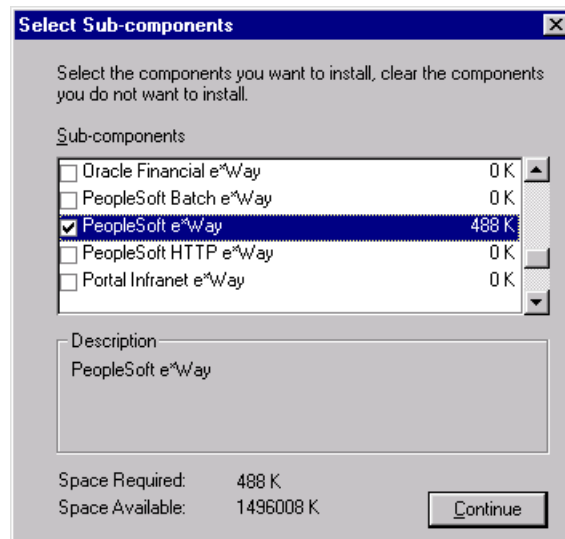 Select Sub-components
Select the components you want to install, clear the components
you do not want to install.
Sub-components
Oracle Financial e*Way 0 K
PeopleSoft Batch e*Way 0 K
PeopleSoft e*Way 488 K
PeopleSoft HTTP e*Way 0 K
Portal Infranet e*Way 0 K
Description
PeopleSoft e*Way
Space Required: 488 K
Space Available: 1496008 K
Continue